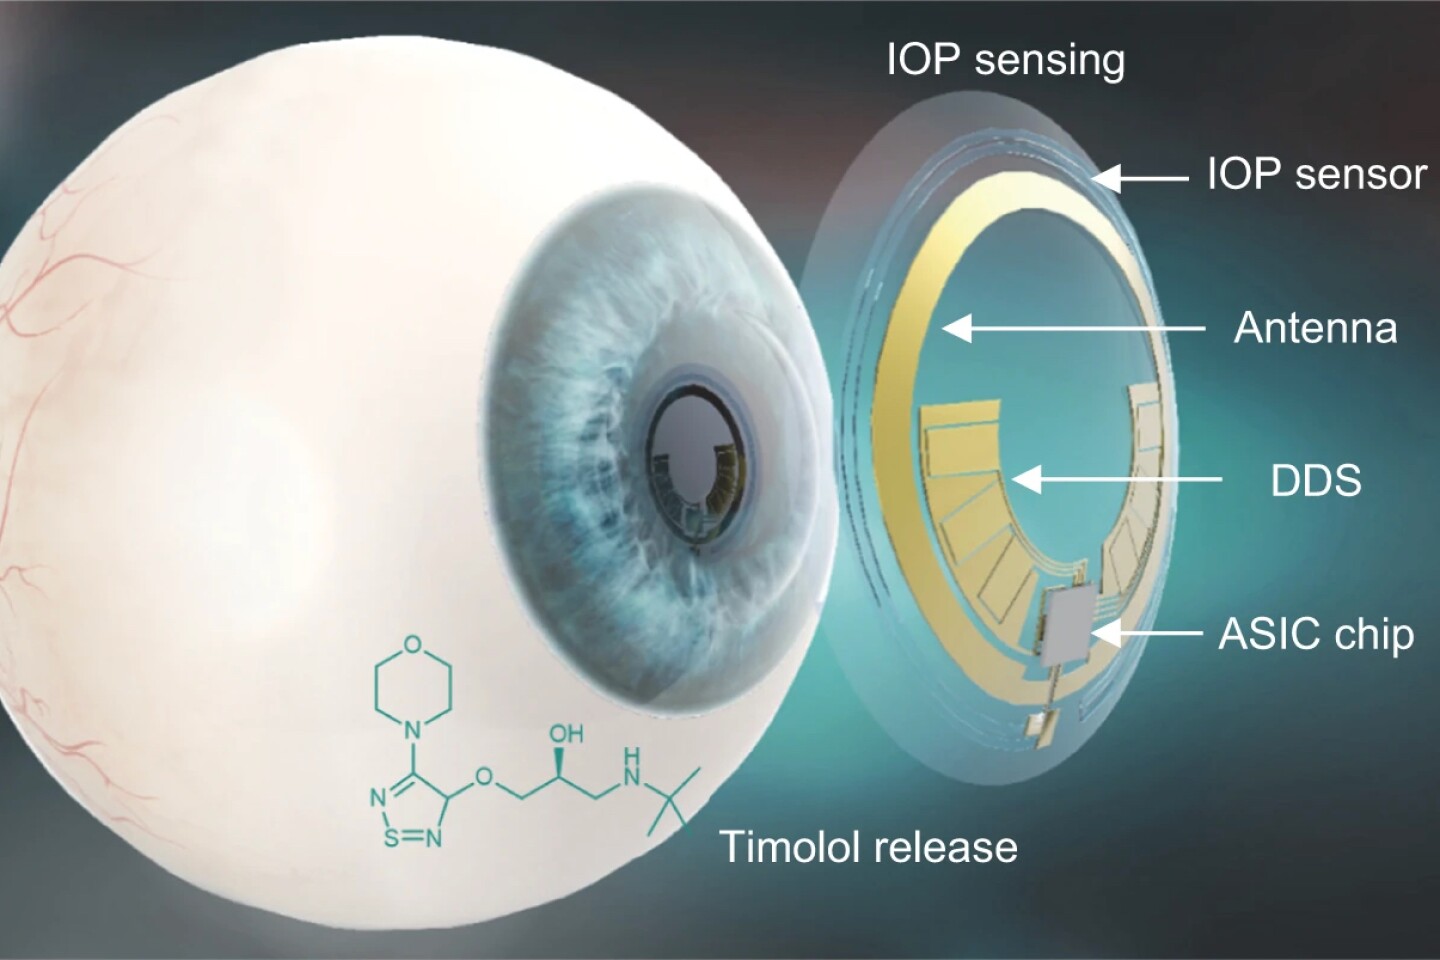 IOP sensing
IOP sensor
Antenna
DDS
ASIC chip
O
N
OH
H
O
N
N
S=N
Timolol release